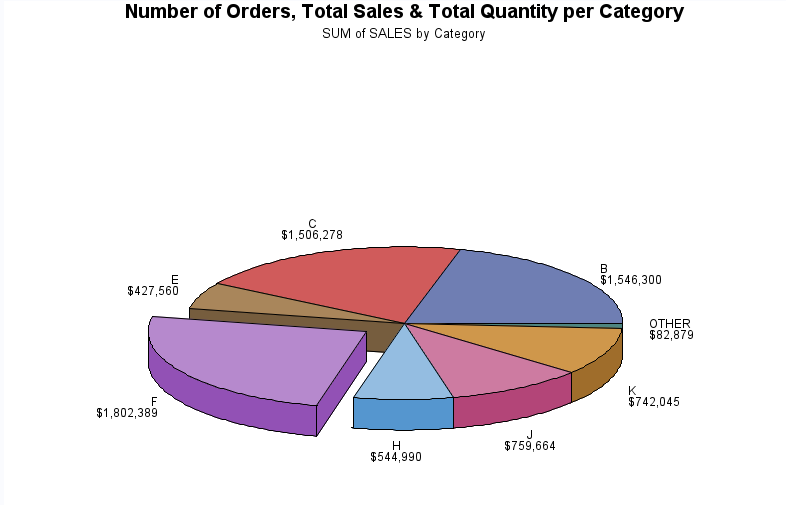 Number of Orders, Total Sales & Total Quantity per Category
SUM of SALES by Category
C
$1,506,278
B
$1,546,300
E
$427,560
OTHER
$82,879
F
$1,802,389
K
$742,045
J
$759,664
H
$544,990